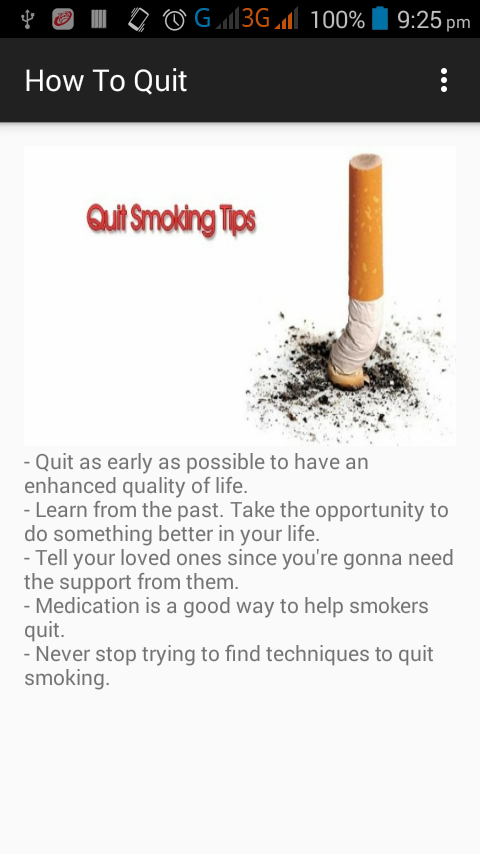 G 3G 100% 9:25 pm
How To Quit
Quit Smoking Tips
- Quit as early as possible to have an
enhanced quality of life.
- Learn from the past. Take the opportunity to
do something better in your life.
- Tell your loved ones since you're gonna need
the support from them.
- Medication is a good way to help smokers
quit.
- Never stop trying to find techniques to quit
smoking.